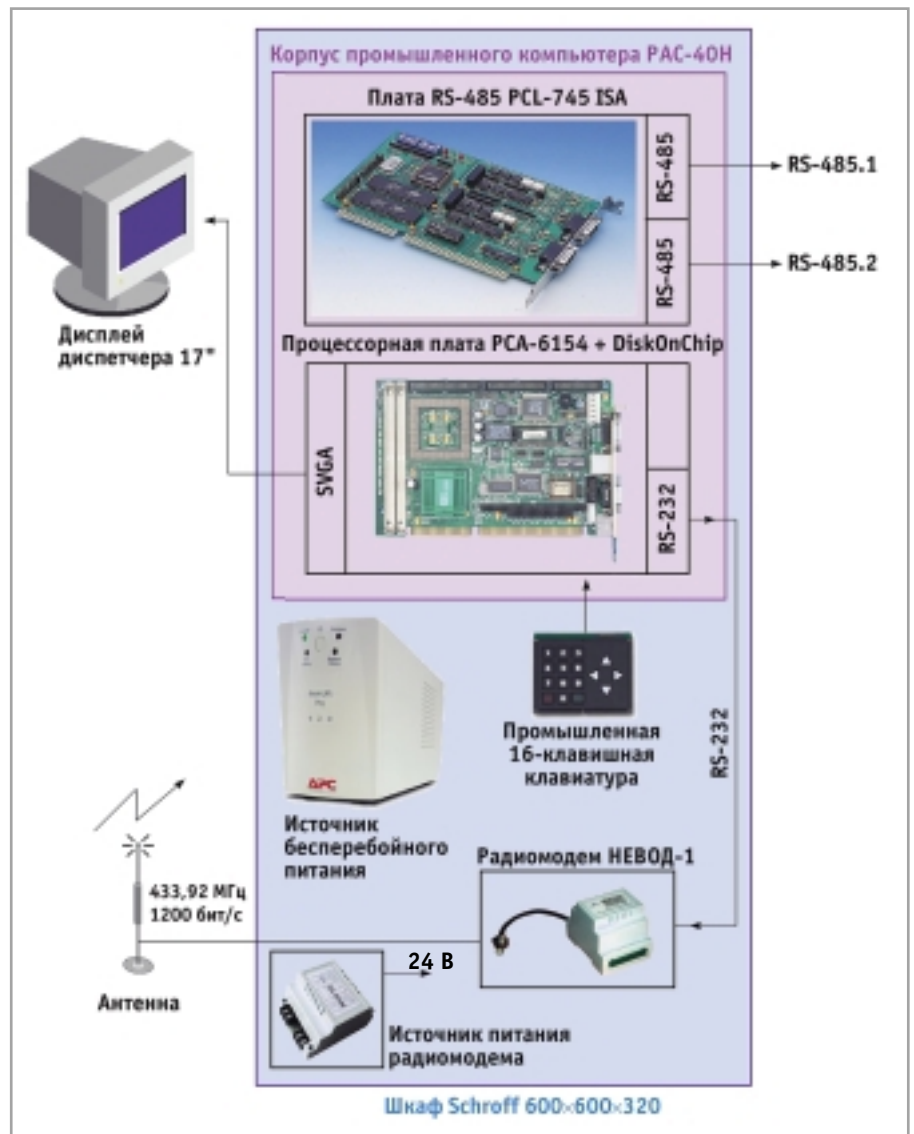 Корпус промышленного компьютера PAC-40H
Плата RS-485 PCL-745 ISA
RS-485
RS-485.1
RS-485
RS-485.2
Дисплей
диспетчера 17"
Процессорная плата PCA-6154 + DiskOnChip
SVGA
RS-232
Промышленная
16-клавишная
клавиатура
RS-232
APC
Источник
бесперебойного
питания
Радиомодем НЕВОД-1
433,92 МГц
1200 бит/с
24 В
Антенна
Источник питания
радиомодема
Шкаф Schroff 600×600×320